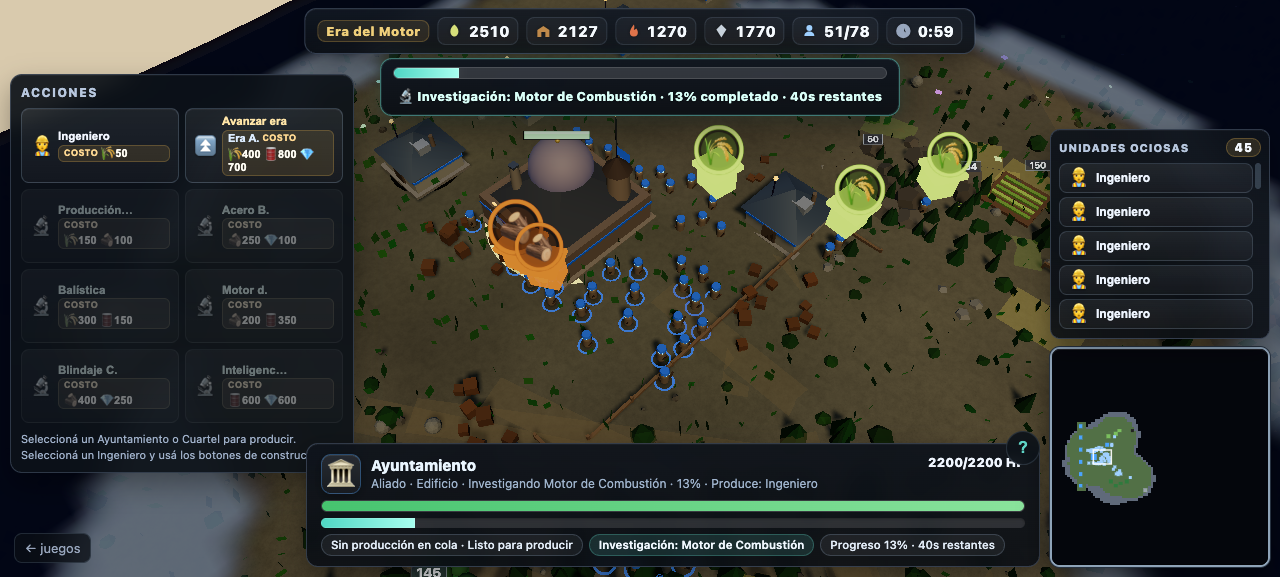 Era del Motor
2510
2127
1270
1770
51/78
0:59
Investigación: Motor de Combustión · 13% completado · 40s restantes
ACCIONES
Ingeniero
COSTO 50
Avanzar era
Era A. COSTO
400 800
700
Producción...
COSTO
150 100
Acero B.
COSTO
250 100
Balística
COSTO
300 150
Motor d.
COSTO
200 350
Blindaje C.
COSTO
400 250
Inteligenc...
COSTO
600 600
Seleccioná un Ayuntamiento o Cuartel para producir.
Seleccioná un Ingeniero y usá los botones de construc
50
150
UNIDADES OCIOSAS 45
Ingeniero
Ingeniero
Ingeniero
Ingeniero
Ingeniero
?
Ayuntamiento
2200/2200
Aliado · Edificio · Investigando Motor de Combustión · 13% · Produce: Ingeniero
Sin producción en cola · Listo para producir
Investigación: Motor de Combustión
Progreso 13% · 40s restantes
← juegos
145